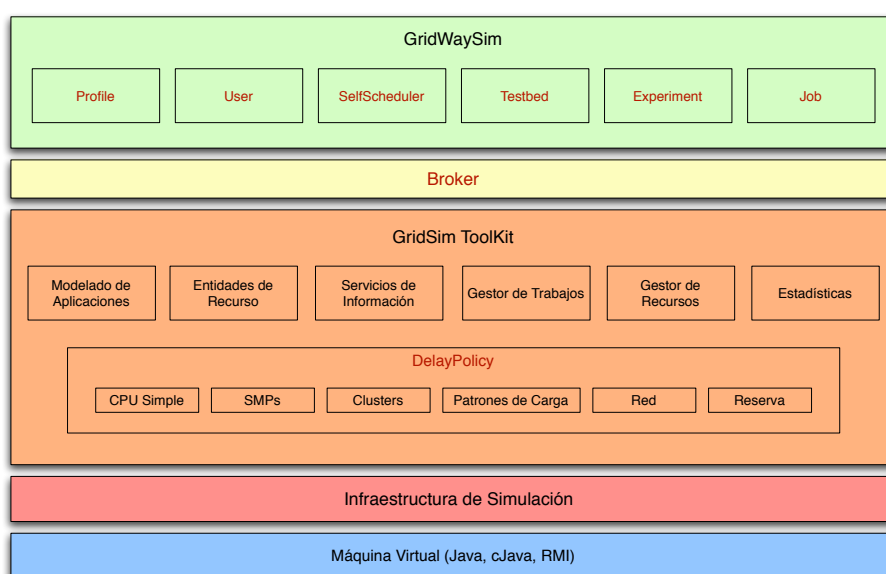 GridWaySim
Profile
User
SelfScheduler
Testbed
Experiment
Job
Broker
GridSim ToolKit
Modelado de
Aplicaciones
Entidades de
Recurso
Servicios de
Información
Gestor de Trabajos
Gestor de
Recursos
Estadísticas
DelayPolicy
CPU Simple
SMPs
Clusters
Patrones de Carga
Red
Reserva
Infraestructura de Simulación
Máquina Virtual (Java, cJava, RMI)